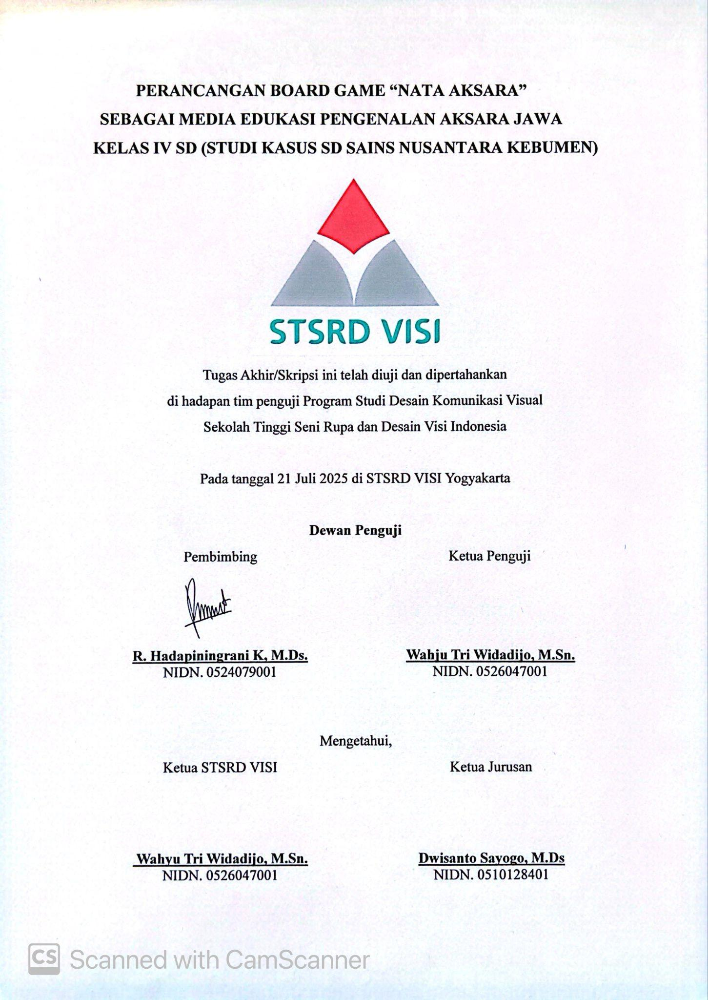 PERANCANGAN BOARD GAME “NATA AKSARA”
SEBAGAI MEDIA EDUKASI PENGENALAN AKSARA JAWA
KELAS IV SD (STUDI KASUS SD SAINS NUSANTARA KEBUMEN)
STSRD VISI
Tugas Akhir/Skripsi ini telah diuji dan dipertahankan
di hadapan tim penguji Program Studi Desain Komunikasi Visual
Sekolah Tinggi Seni Rupa dan Desain Visi Indonesia
Pada tanggal 21 Juli 2025 di STSRD VISI Yogyakarta
Dewan Penguji
Pembimbing Ketua Penguji
R. Hadapiningrani K, M.Ds. Wahju Tri Widadijo, M.Sn.
NIDN. 0524079001 NIDN. 0526047001
Mengetahui,
Ketua STSRD VISI Ketua Jurusan
Wahyu Tri Widadijo, M.Sn. Dwisanto Sayogo, M.Ds
NIDN. 0526047001 NIDN. 0510128401
CS Scanned with CamScanner